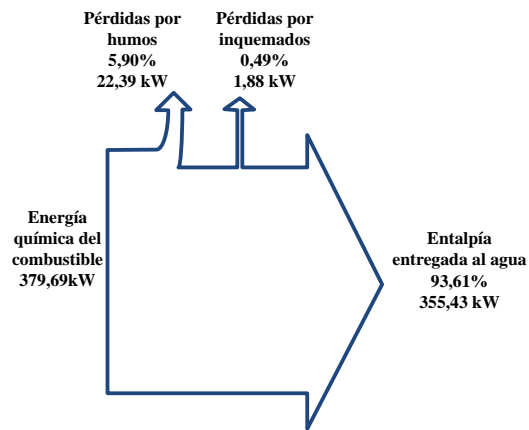 Pérdidas por
humos
5,90%
22,39 kW
Pérdidas por
inquemados
0,49%
1,88 kW
Energía
química del
combustible
379,69kW
Entalpía
entregada al agua
93,61%
355,43 kW